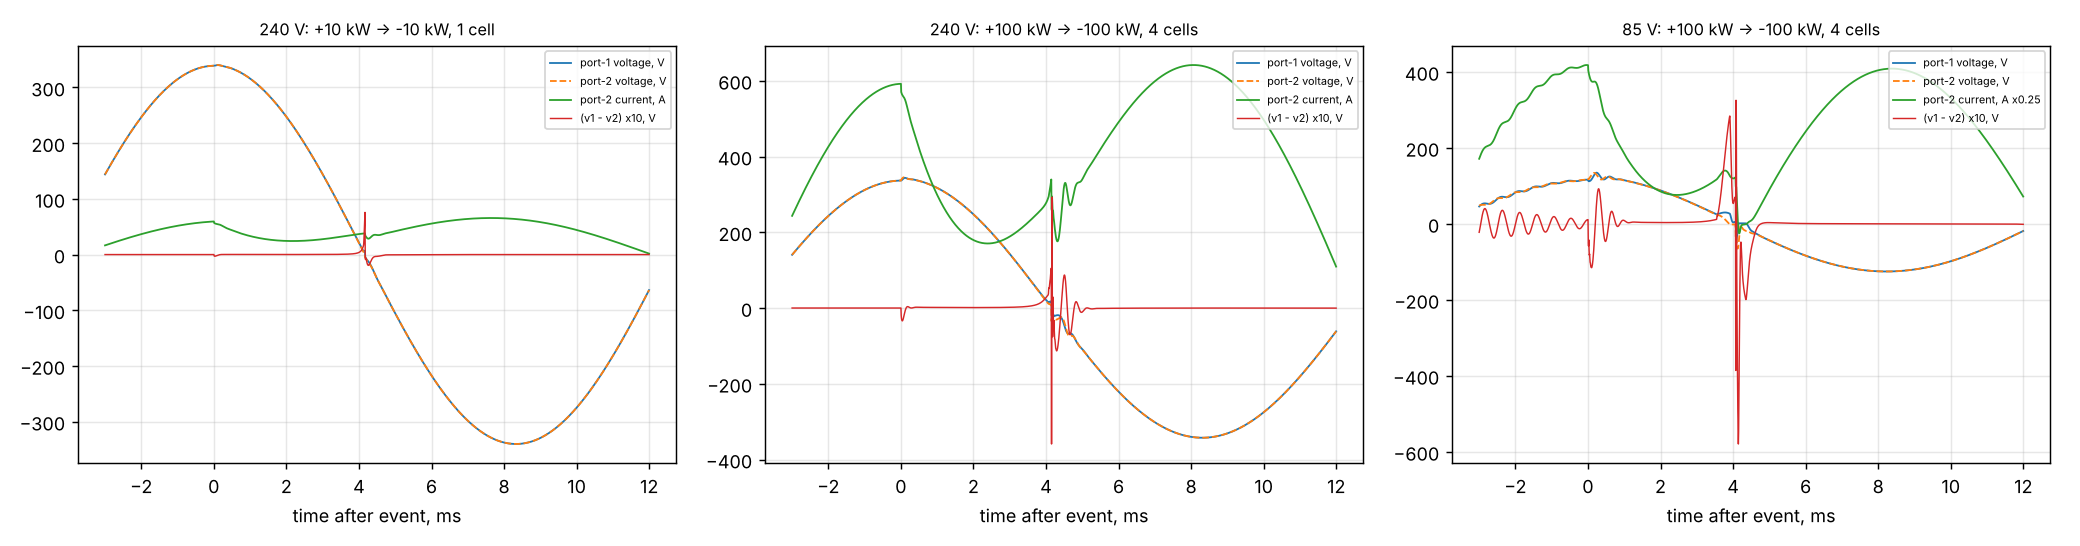 240 V: +10 kW → -10 kW, 1 cell
port-1 voltage, V
port-2 voltage, V
port-2 current, A
(v1 - v2) x10, V
300
200
100
0
−100
−200
−300
−2 0 2 4 6 8 10 12
time after event, ms
240 V: +100 kW → -100 kW, 4 cells
port-1 voltage, V
port-2 voltage, V
port-2 current, A
(v1 - v2) x10, V
600
400
200
0
−200
−400
−2 0 2 4 6 8 10 12
time after event, ms
85 V: +100 kW → -100 kW, 4 cells
port-1 voltage, V
port-2 voltage, V
port-2 current, A x0.25
(v1 - v2) x10, V
400
200
0
−200
−400
−600
−2 0 2 4 6 8 10 12
time after event, ms